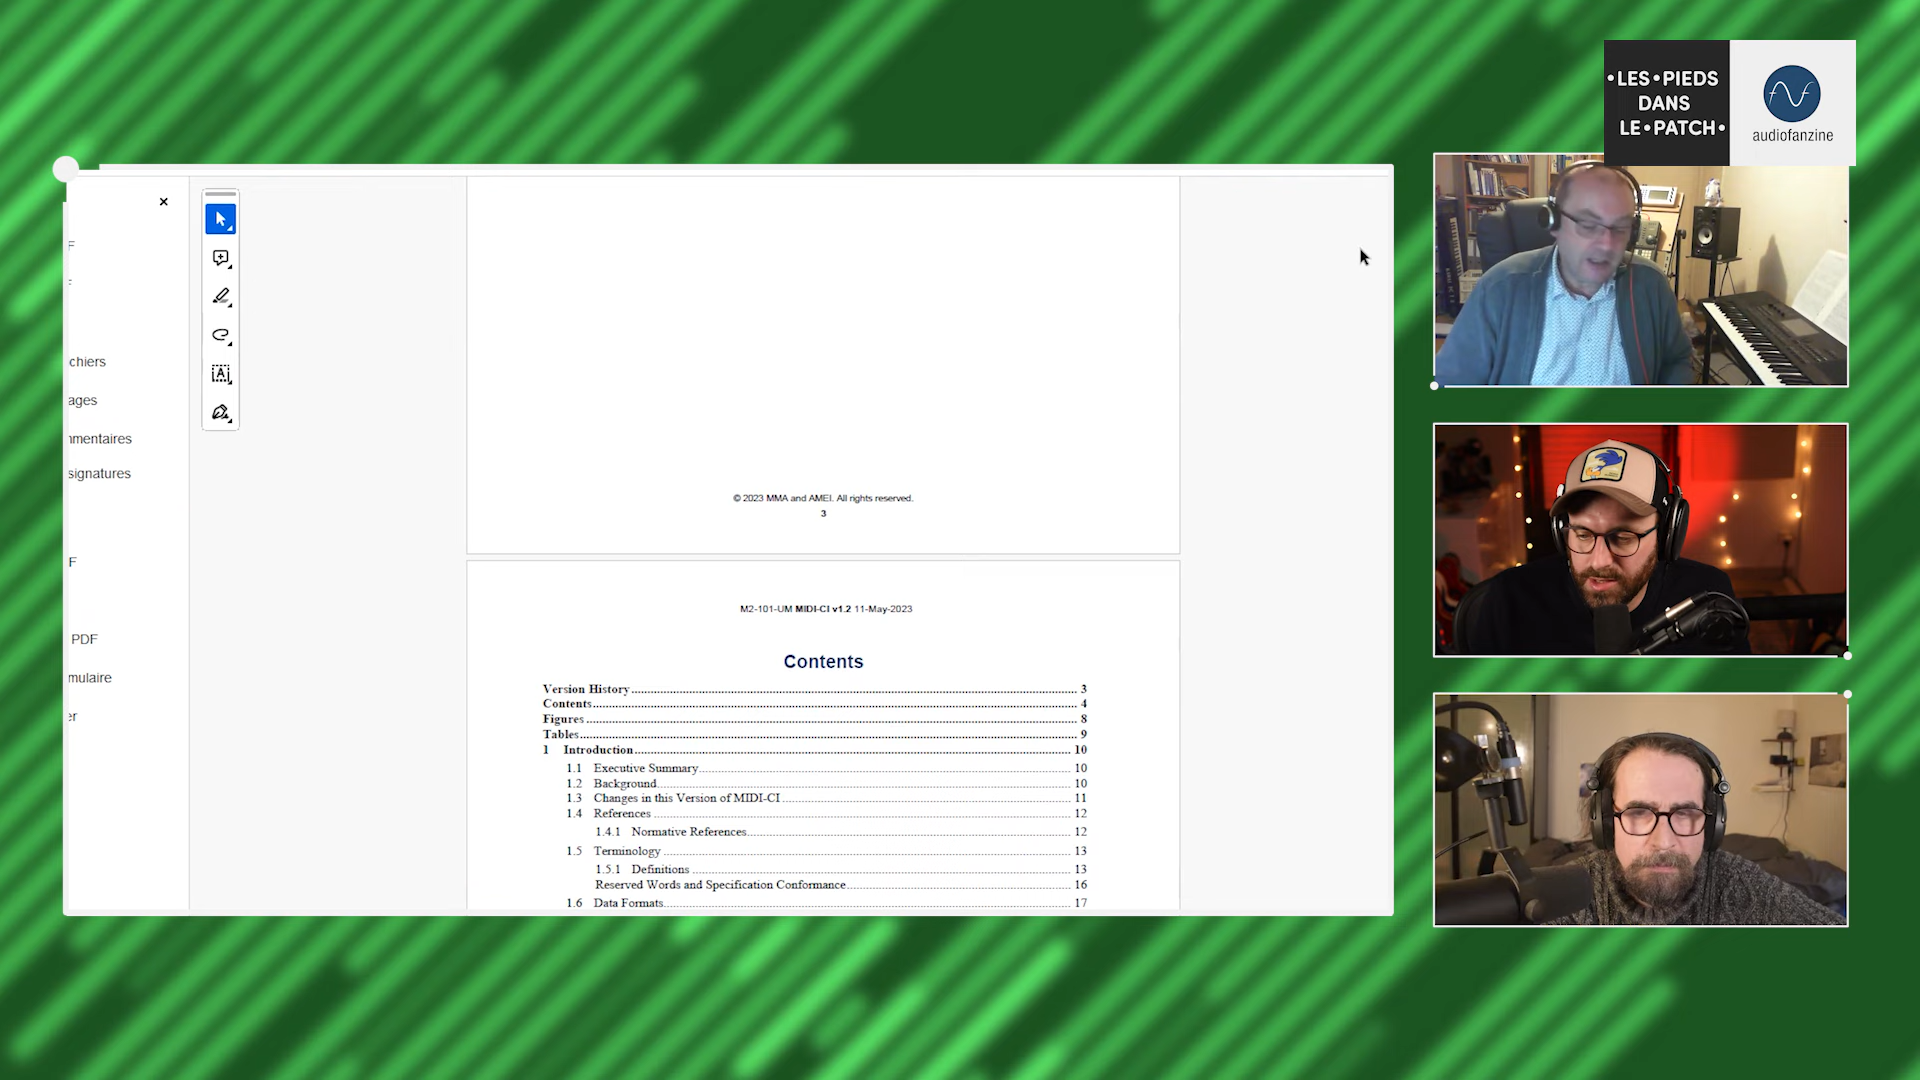 •LES•PIEDS
DANS
LE•PATCH•
audiofanzine
F
chiers
ages
mmentaires
signatures
F
PDF
mulaire
er
© 2023 MMA and AMEI. All rights reserved.
3
M2-101-UM MIDI-CI v1.2 11-May-2023
Contents
Version History 3
Contents 4
Figures 8
Tables 9
1 Introduction 10
1.1 Executive Summary 10
1.2 Background 10
1.3 Changes in this Version of MIDI-CI 11
1.4 References 12
1.4.1 Normative References 12
1.5 Terminology 13
1.5.1 Definitions 13
Reserved Words and Specification Conformance 16
1.6 Data Formats 17